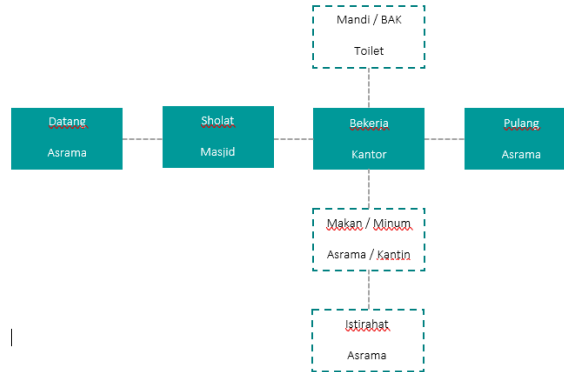 Mandi / BAK
Toilet
Datang
Asrama
Sholat
Masjid
Bekerja
Kantor
Pulang
Asrama
Makan / Minum
Asrama / Kantin
Istirahat
Asrama